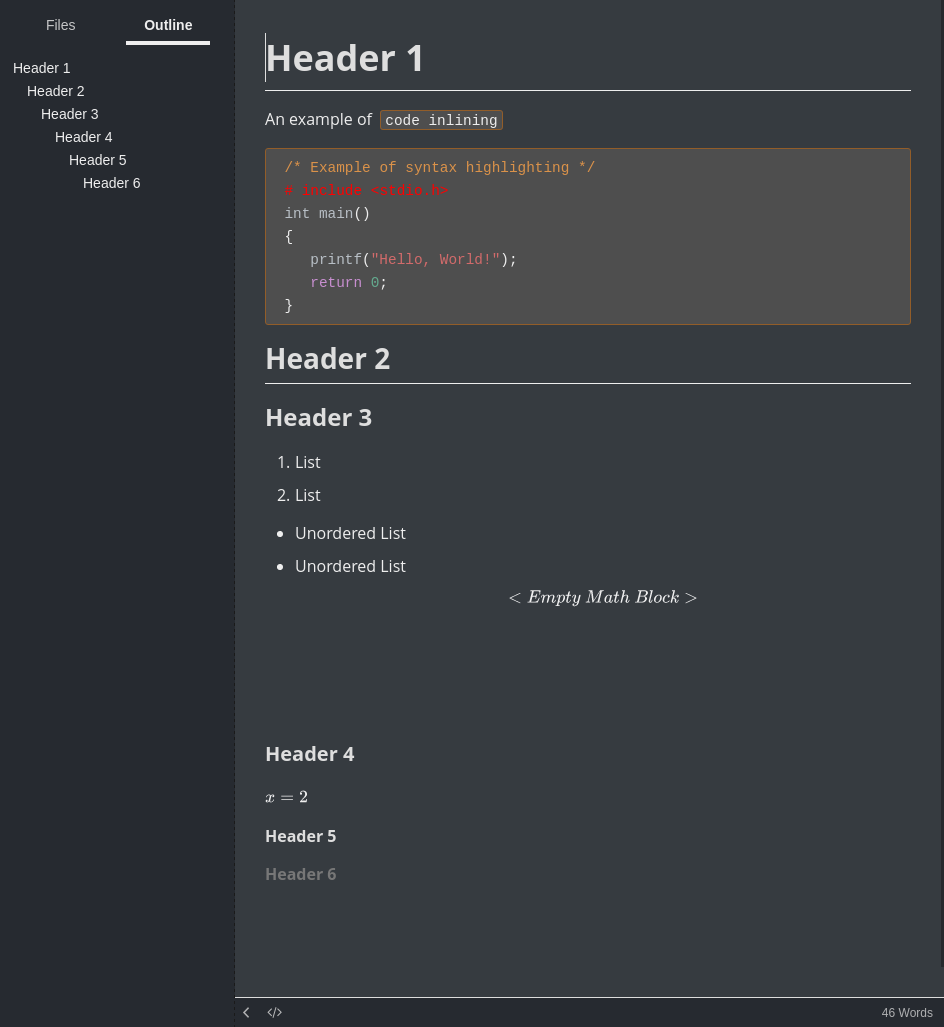 Files Outline
Header 1
Header 2
Header 3
Header 4
Header 5
Header 6
Header 1
An example of code inlining
/* Example of syntax highlighting */
# include <stdio.h>
int main()
{
printf("Hello, World!");
return 0;
}
Header 2
Header 3
1. List
2. List
• Unordered List
• Unordered List
< Empty Math Block >
Header 4
x = 2
Header 5
Header 6
46 Words